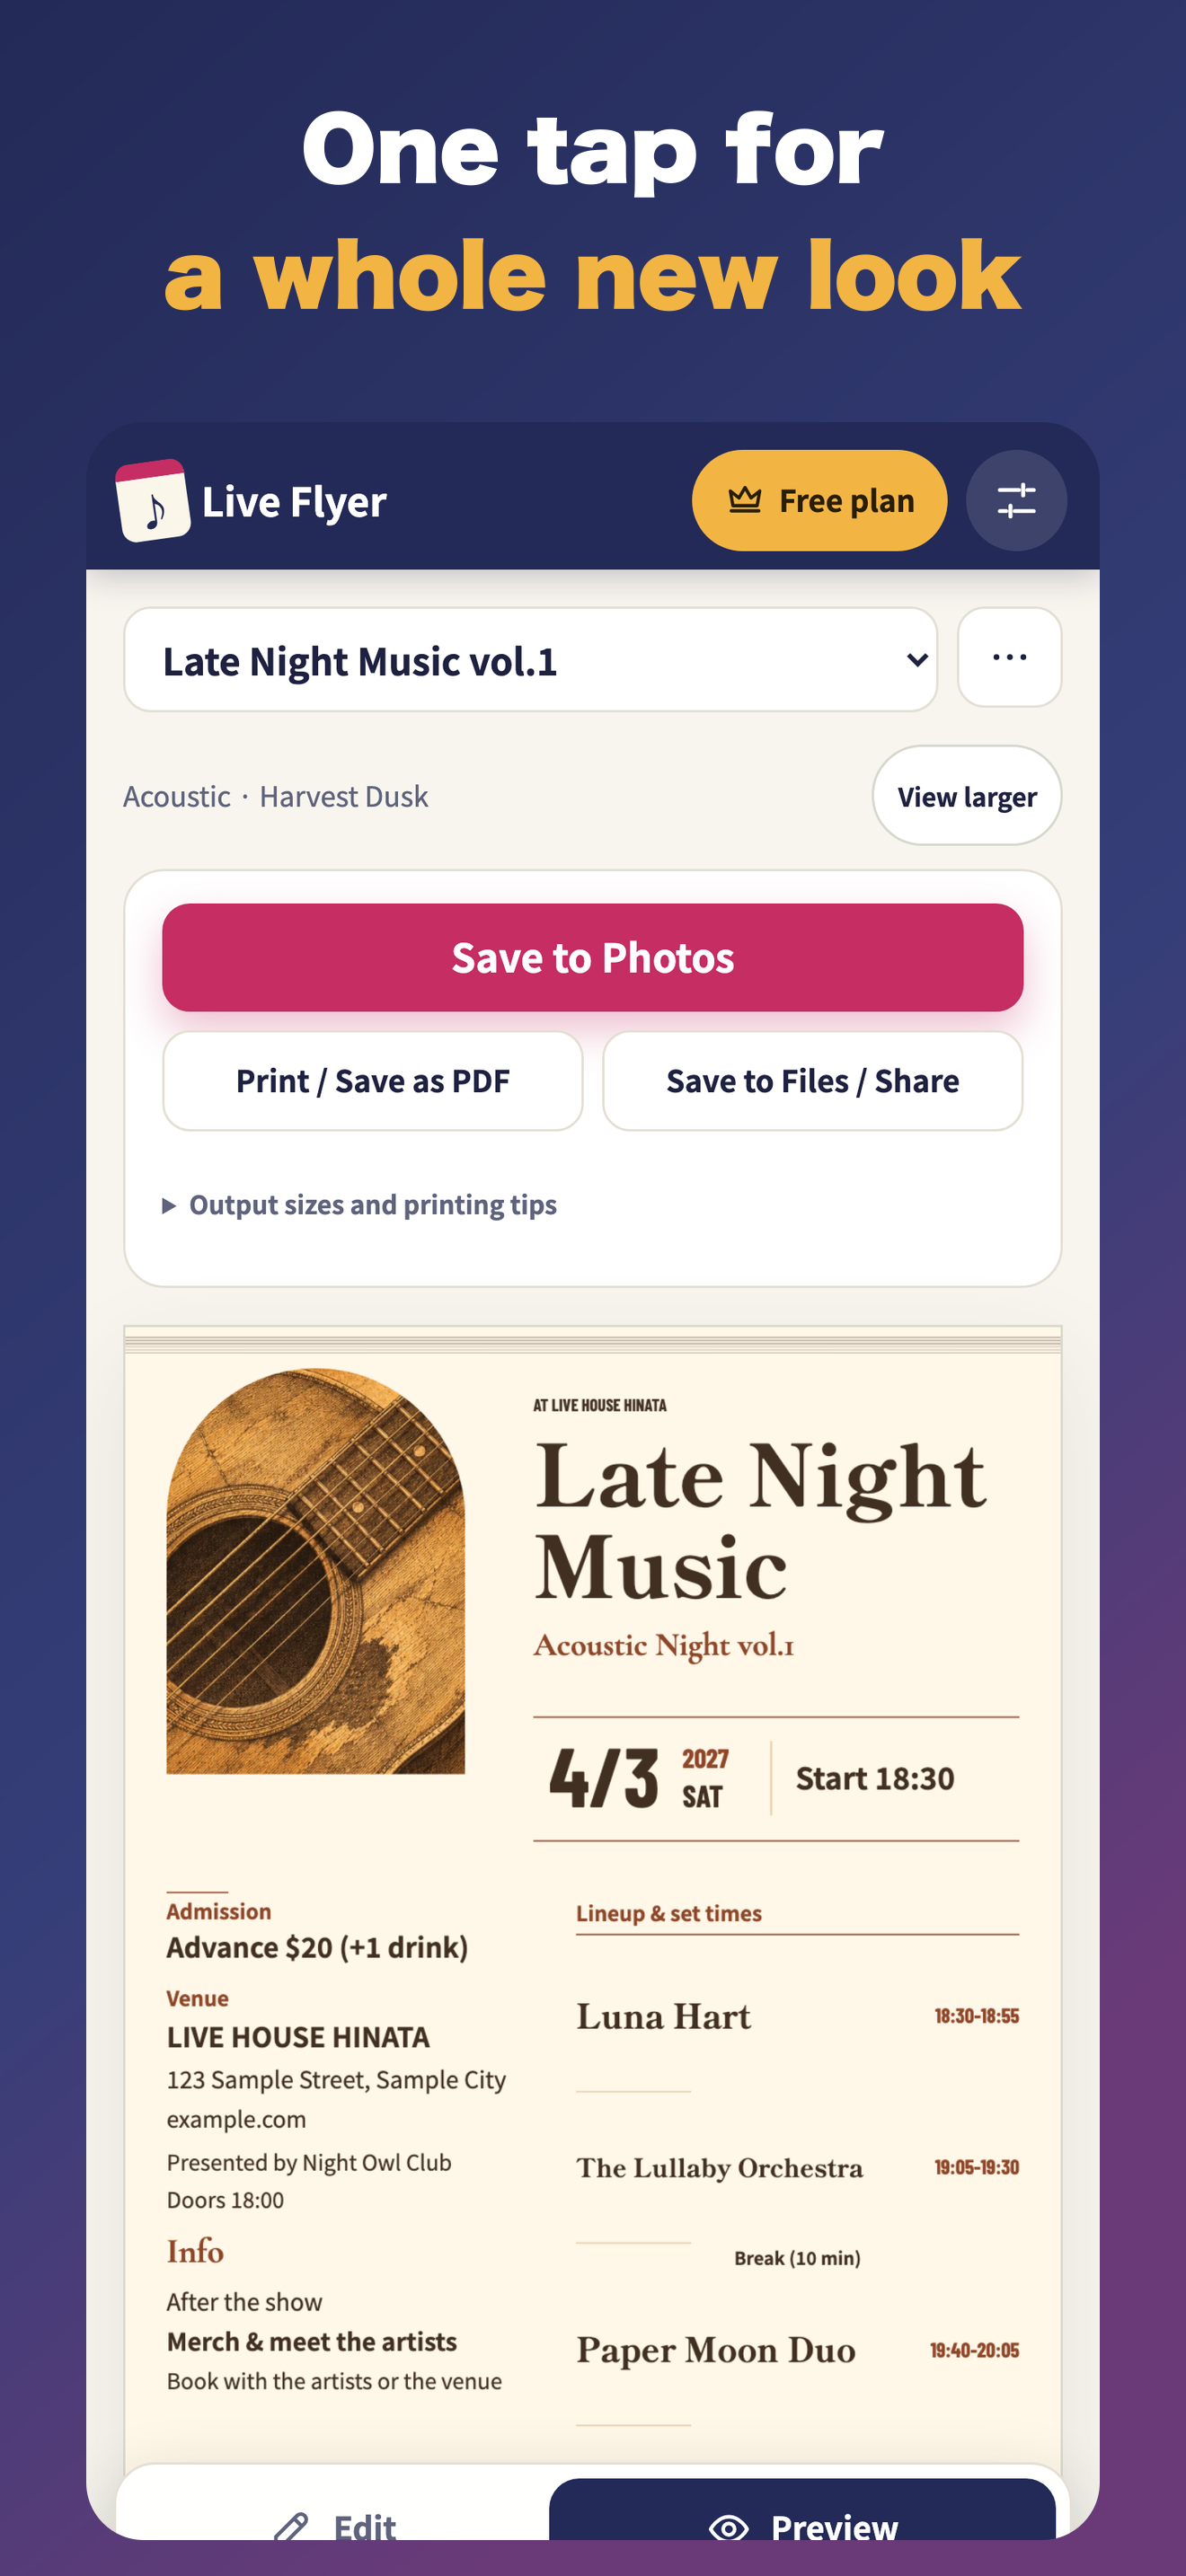 One tap for
a whole new look
Live Flyer
Free plan
Late Night Music vol.1
...
Acoustic · Harvest Dusk
View larger
Save to Photos
Print / Save as PDF
Save to Files / Share
Output sizes and printing tips
AT LIVE HOUSE HINATA
Late Night
Music
Acoustic Night vol.1
4/3
2027
SAT
Start 18:30
Admission
Advance $20 (+1 drink)
Venue
LIVE HOUSE HINATA
123 Sample Street, Sample City
example.com
Presented by Night Owl Club
Doors 18:00
Info
After the show
Merch & meet the artists
Book with the artists or the venue
Lineup & set times
Luna Hart
18:30-18:55
The Lullaby Orchestra
19:05-19:30
Break (10 min)
Paper Moon Duo
19:40-20:05
Edit
Preview